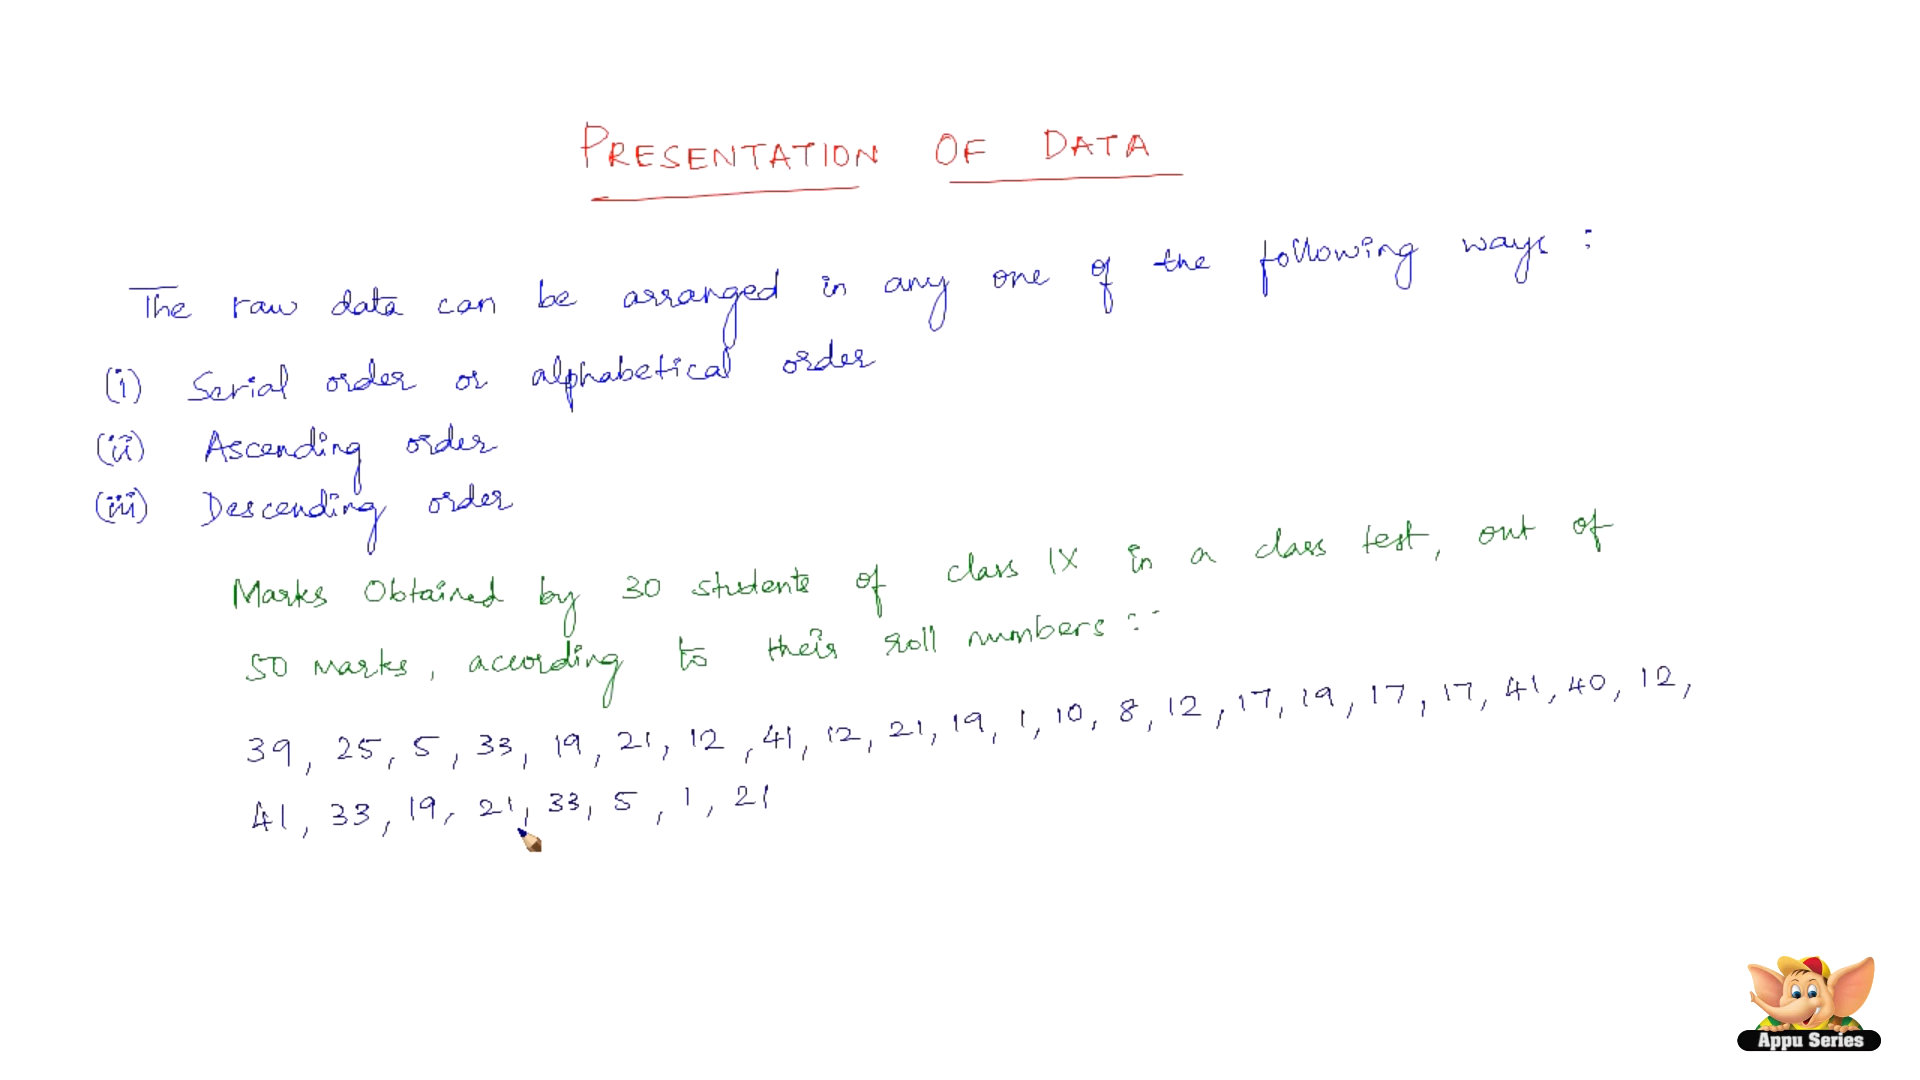 PRESENTATION OF DATA
The raw data can be arranged in any one of the following ways :
(i) Serial order or alphabetical order
(ii) Ascending order
(iii) Descending order
Marks Obtained by 30 students of class IX in a class test, out of
50 marks, according to their roll numbers :-
39, 25, 5, 33, 19, 21, 12, 41, 12, 21, 19, 1, 10, 8, 12, 17, 19, 17, 17, 41, 40, 12,
41, 33, 19, 21, 33, 5, 1, 21
Appu Series